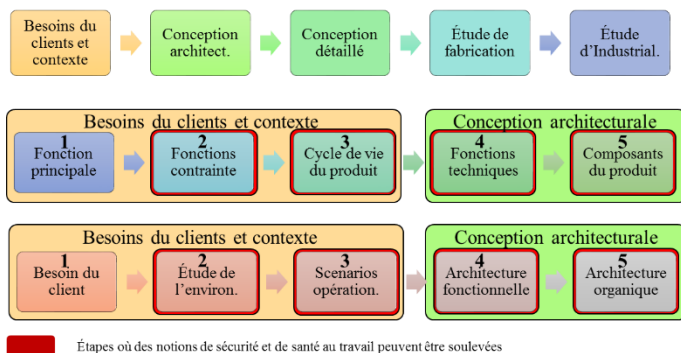 Besoins du
clients et
contexte
Conception
architect.
Conception
détaillé
Étude de
fabrication
Étude
d'Industrial.
Besoins du clients et contexte
Conception architecturale
1
Fonction
principale
2
Fonctions
contrainte
3
Cycle de vie
du produit
4
Fonctions
techniques
5
Composants
du produit
Besoins du clients et contexte
Conception architecturale
1
Besoin du
client
2
Étude de
l'environ.
3
Scenarios
opération.
4
Architecture
fonctionnelle
5
Architecture
organique
Étapes où des notions de sécurité et de santé au travail peuvent être soulevées